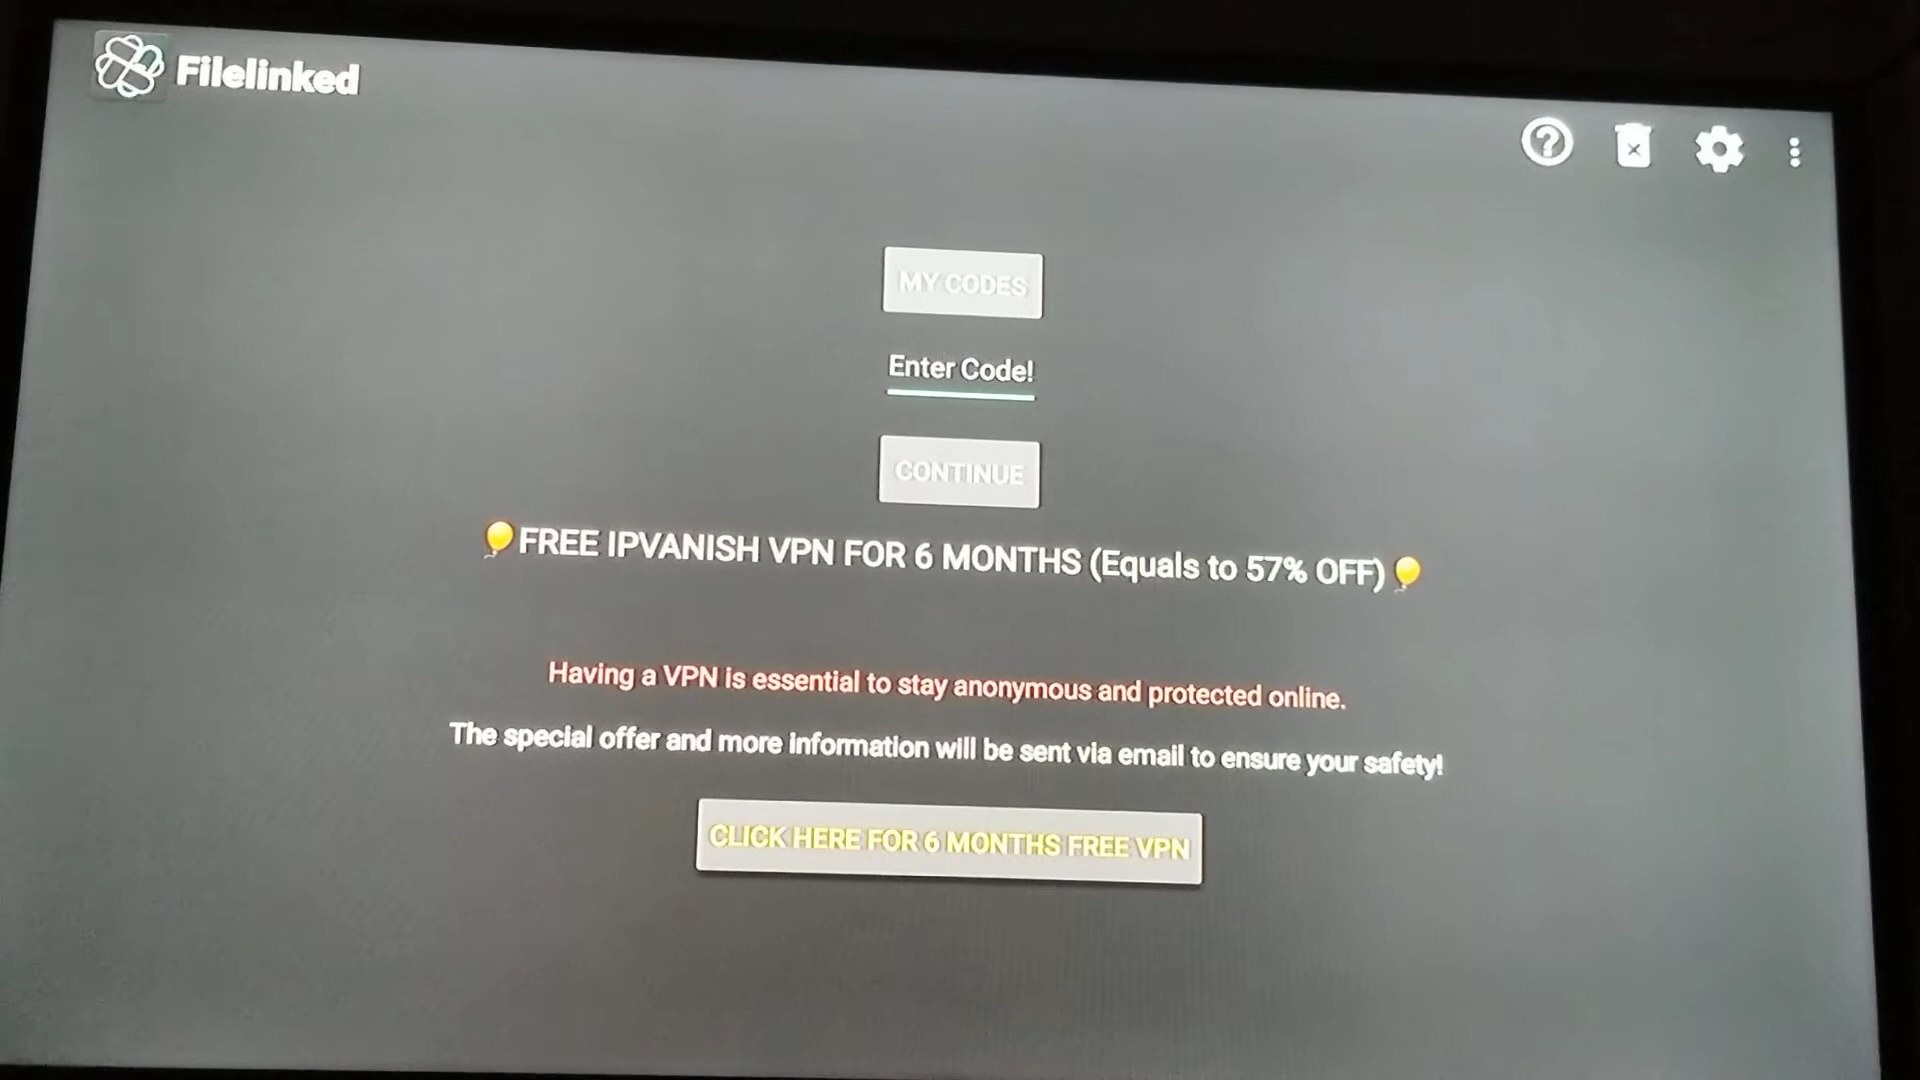 Filelinked
MY CODES
Enter Code!
CONTINUE
🎈FREE IPVANISH VPN FOR 6 MONTHS (Equals to 57% OFF)🎈
Having a VPN is essential to stay anonymous and protected online.
The special offer and more information will be sent via email to ensure your safety!
CLICK HERE FOR 6 MONTHS FREE VPN